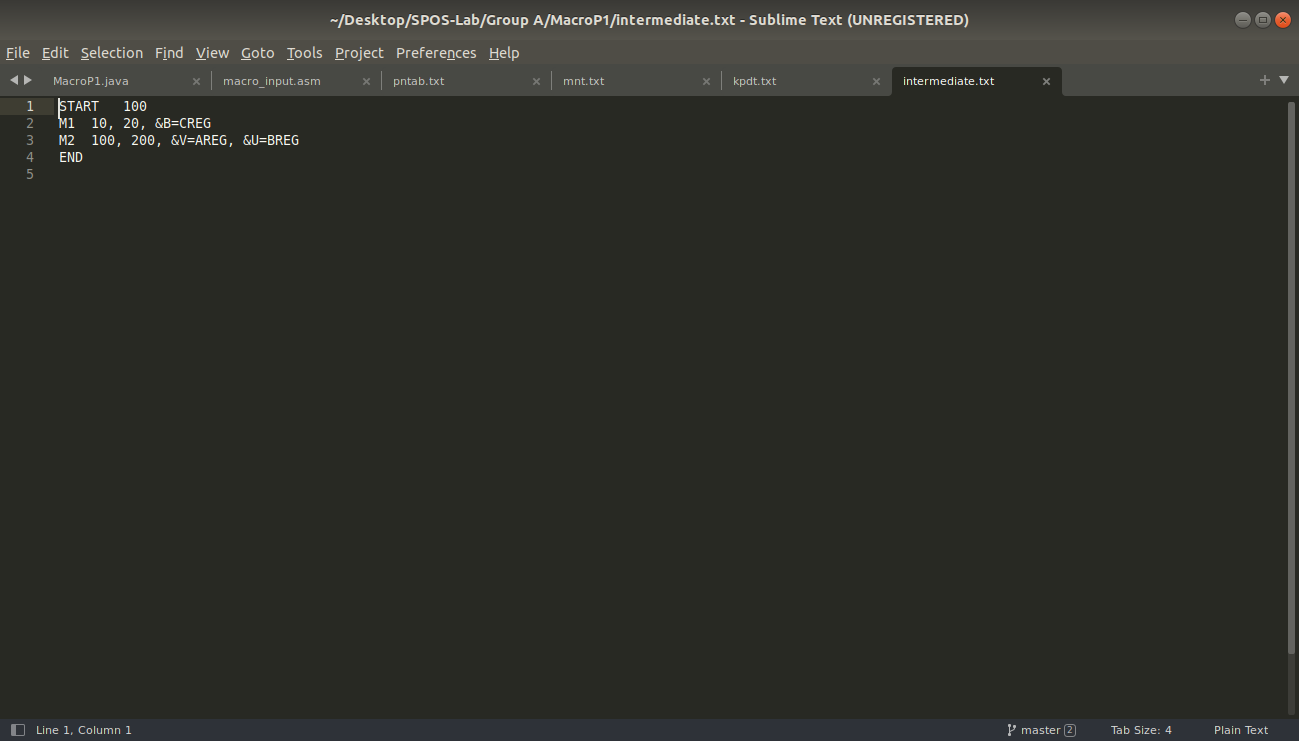 ~/Desktop/SPOS-Lab/Group A/MacroP1/intermediate.txt - Sublime Text (UNREGISTERED)
File Edit Selection Find View Goto Tools Project Preferences Help
MacroP1.java macro_input.asm pntab.txt mnt.txt kpdt.txt intermediate.txt
1 START 100
2 M1 10, 20, &B=CREG
3 M2 100, 200, &V=AREG, &U=BREG
4 END
5
Line 1, Column 1 master 2 Tab Size: 4 Plain Text